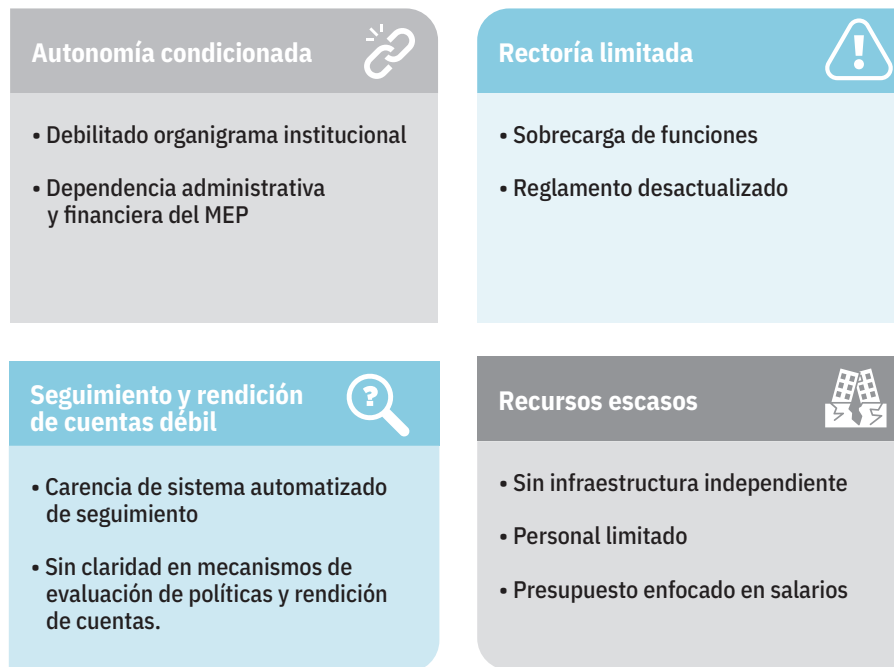 Autonomía condicionada
• Debilitado organigrama institucional
• Dependencia administrativa
y financiera del MEP
Rectoría limitada
!
• Sobrecarga de funciones
• Reglamento desactualizado
Seguimiento y rendición
de cuentas débil
?
• Carencia de sistema automatizado
de seguimiento
• Sin claridad en mecanismos de
evaluación de políticas y rendición
de cuentas.
Recursos escasos
• Sin infraestructura independiente
• Personal limitado
• Presupuesto enfocado en salarios